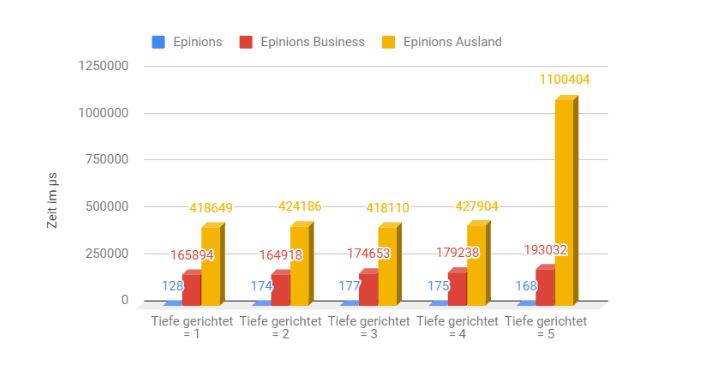 Epinions Epinions Business Epinions Ausland
1250000
1000000
750000
500000
250000
0
Zeit im µs
128 165894 418649
174 164918 424186
177 174653 418110
175 179238 427904
168 193032 1100404
Tiefe gerichtet
= 1
Tiefe gerichtet
= 2
Tiefe gerichtet
= 3
Tiefe gerichtet
= 4
Tiefe gerichtet
= 5